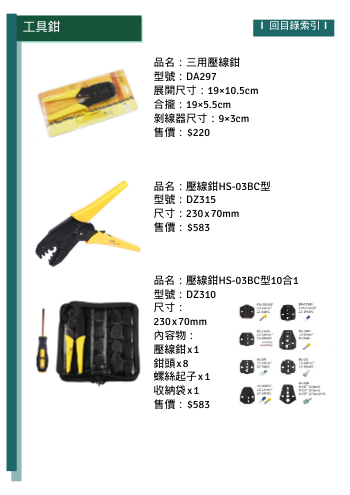 工具鉗
回目錄索引
品名：三用壓線鉗
型號：DA297
展開尺寸：19×10.5cm
合攏：19×5.5cm
剝線器尺寸：9×3cm
售價： $220
品名：壓線鉗HS-03BC型
型號：DZ315
尺寸：230x70mm
售價： $583
品名：壓線鉗HS-03BC型10合1
型號：DZ310
尺寸：
230x70mm
內容物：
壓線鉗x1
鉗頭x8
螺絲起子x1
收納袋x1
售價： $583